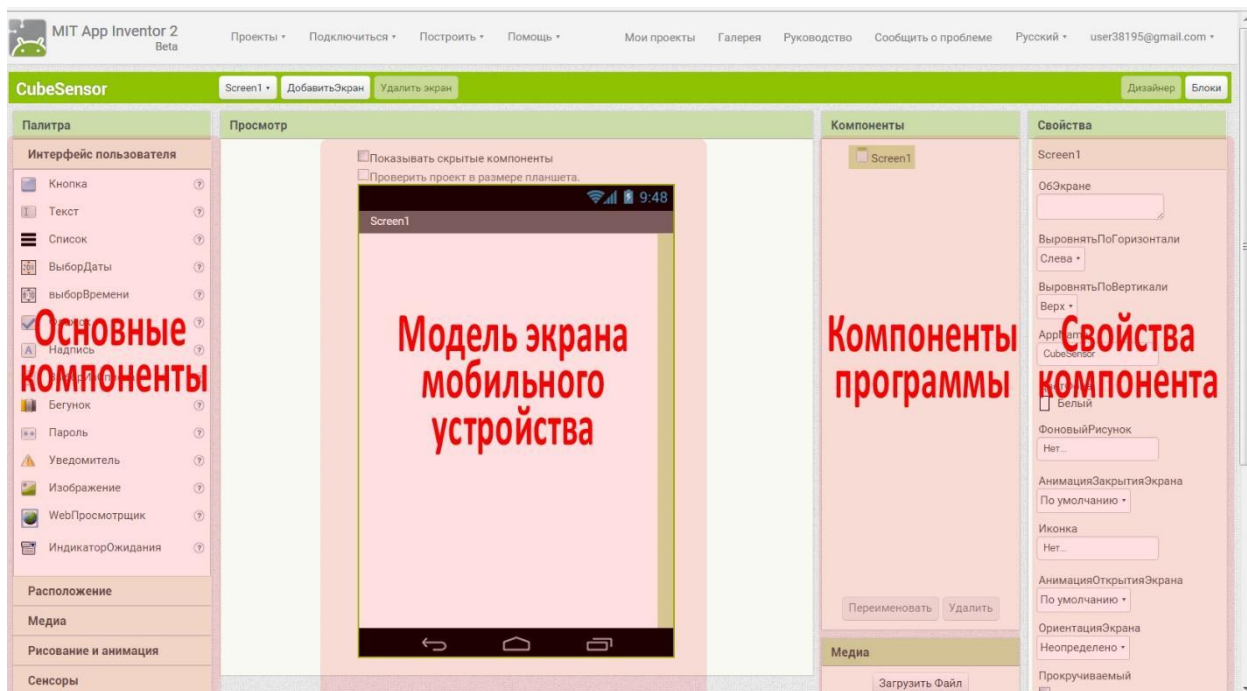 MIT App Inventor 2
Beta
Проекты Подключиться Построить Помощь Мои проекты Галерея Руководство Сообщить о проблеме Русский user38195@gmail.com
CubeSensor Screen1 ДобавитьЭкран Удалить экран Дизайнер Блоки
Палитра
Интерфейс пользователя
Кнопка
Текст
Список
ВыборДаты
выборВремени
Надпись
Бегунок
Пароль
Уведомитель
Изображение
WebПросмотрщик
ИндикаторОжидания
Расположение
Медиа
Рисование и анимация
Сенсоры
Основные
компоненты
Просмотр
Показывать скрытые компоненты
Проверить проект в размере планшета.
9:48
Screen1
Модель экрана
мобильного
устройства
Компоненты
Screen1
Компоненты
программы
Переименовать Удалить
Медиа
Загрузить Файл
Свойства
Screen1
ОбЭкране
ВыровнятьПоГоризонтали
Слева
ВыровнятьПоВертикали
Верх
CubeSensor
Белый
ФоновыйРисунок
Нет...
АнимацияЗакрытияЭкрана
По умолчанию
Иконка
Нет...
АнимацияОткрытияЭкрана
По умолчанию
ОриентацияЭкрана
Неопределено
Прокручиваемый
Свойства
компонента